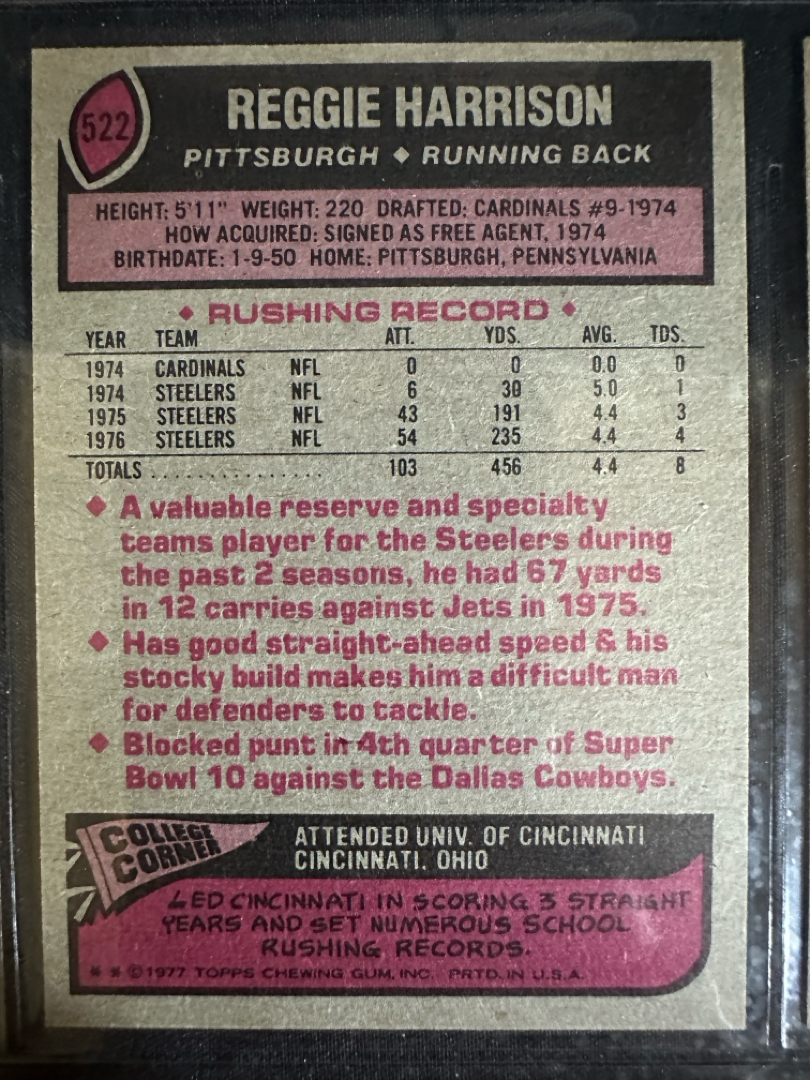 522
REGGIE HARRISON
PITTSBURGH ◆ RUNNING BACK
HEIGHT: 5'11" WEIGHT: 220 DRAFTED: CARDINALS #9-1974
HOW ACQUIRED: SIGNED AS FREE AGENT, 1974
BIRTHDATE: 1-9-50 HOME: PITTSBURGH, PENNSYLVANIA
◆ RUSHING RECORD ◆
YEAR TEAM ATT. YDS. AVG. TDS.
1974 CARDINALS NFL 0 0 0.0 0
1974 STEELERS NFL 6 30 5.0 1
1975 STEELERS NFL 43 191 4.4 3
1976 STEELERS NFL 54 235 4.4 4
TOTALS ................ 103 456 4.4 8
◆ A valuable reserve and specialty
teams player for the Steelers during
the past 2 seasons, he had 67 yards
in 12 carries against Jets in 1975.
◆ Has good straight-ahead speed & his
stocky build makes him a difficult man
for defenders to tackle.
◆ Blocked punt in 4th quarter of Super
Bowl 10 against the Dallas Cowboys.
COLLEGE
CORNER
ATTENDED UNIV. OF CINCINNATI
CINCINNATI, OHIO
LED CINCINNATI IN SCORING 3 STRAIGHT
YEARS AND SET NUMEROUS SCHOOL
RUSHING RECORDS.
* * ©1977 TOPPS CHEWING GUM, INC. PRTD. IN U.S.A.